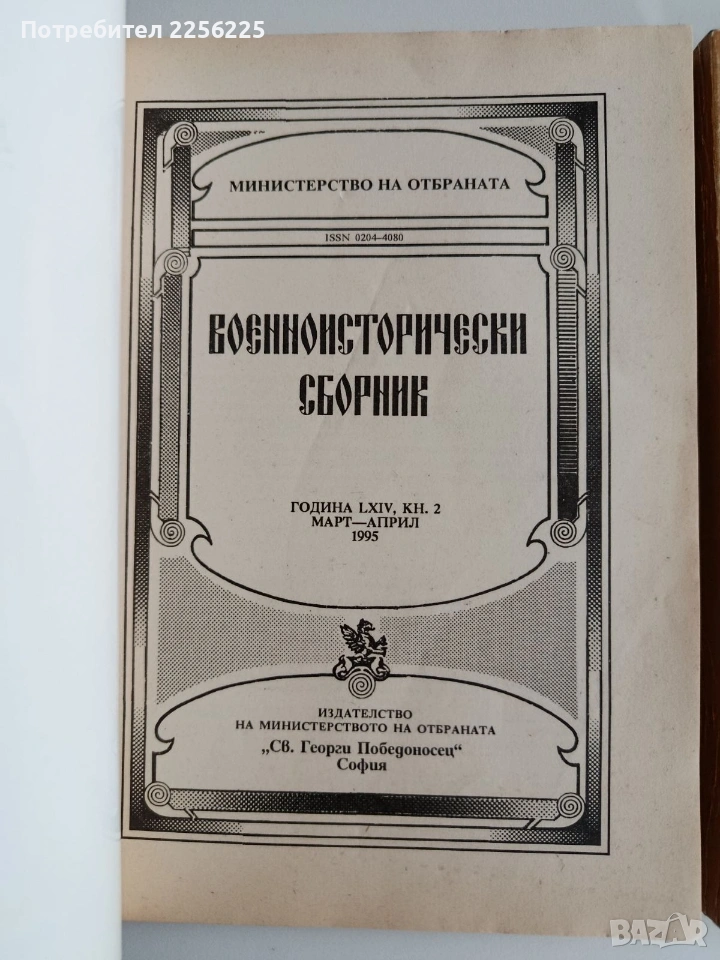 Потребител 2256225
МИНИСТЕРСТВО НА ОТБРАНАТА
ISSN 0204–4080
ВОЕННОИСТОРИЧЕСКИ
СБОРНИК
ГОДИНА LXIV, КН. 2
МАРТ—АПРИЛ
1995
ИЗДАТЕЛСТВО
НА МИНИСТЕРСТВОТО НА ОТБРАНАТА
„Св. Георги Победоносец“
София
BAZAR